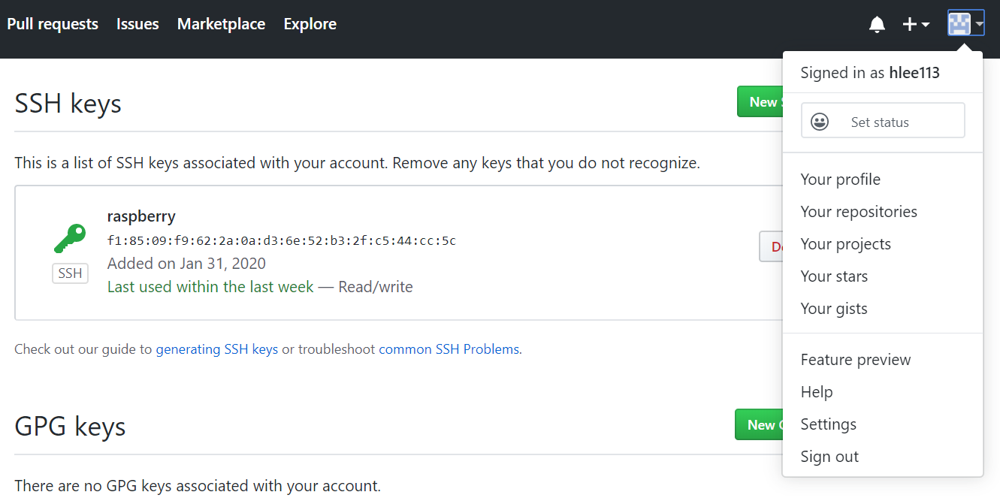 Pull requests Issues Marketplace Explore
Signed in as hlee113
Set status
Your profile
Your repositories
Your projects
Your stars
Your gists
Feature preview
Help
Settings
Sign out
SSH keys
New
This is a list of SSH keys associated with your account. Remove any keys that you do not recognize.
raspberry
f1:85:09:f9:62:2a:0a:d3:6e:52:b3:2f:c5:44:cc:5c
SSH
Added on Jan 31, 2020
Last used within the last week — Read/write
Check out our guide to generating SSH keys or troubleshoot common SSH Problems.
GPG keys
New
There are no GPG keys associated with your account.